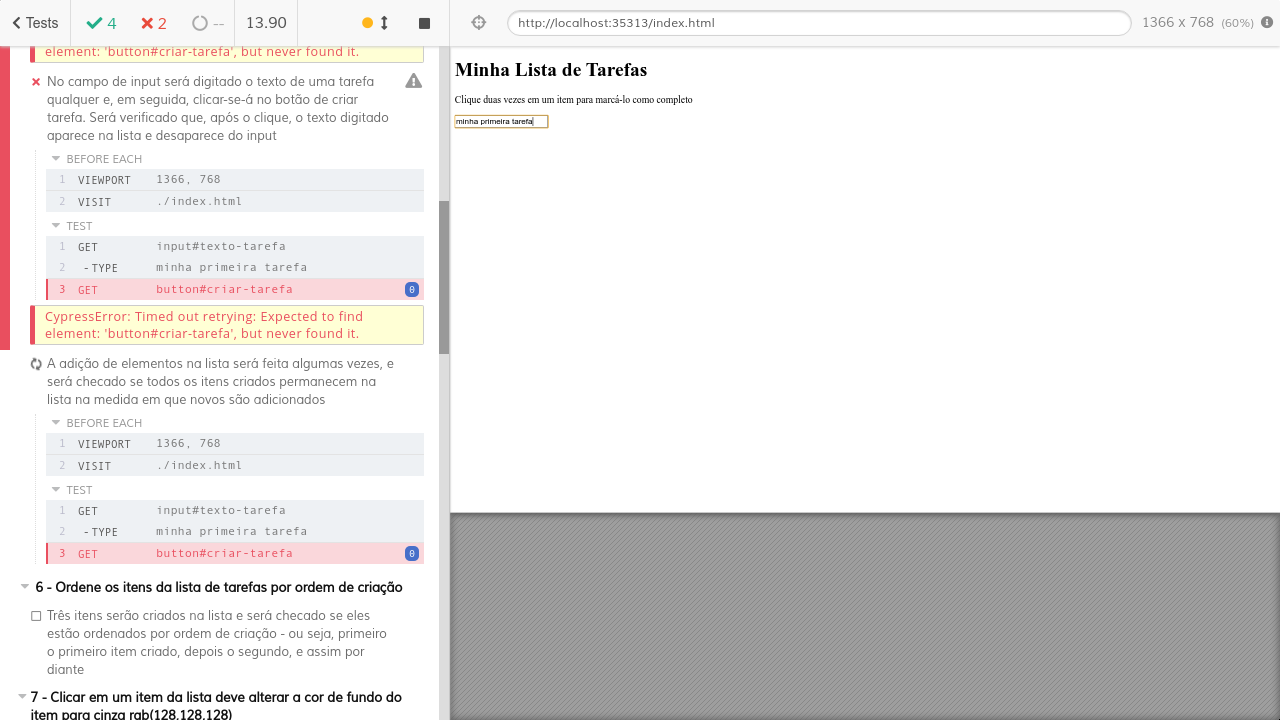 Tests
4
2
--
13.90
http://localhost:35313/index.html
1366 x 768 (60%)
element: 'button#criar-tarefa', but never found it.
No campo de input será digitado o texto de uma tarefa
qualquer e, em seguida, clicar-se-á no botão de criar
tarefa. Será verificado que, após o clique, o texto digitado
aparece na lista e desaparece do input
BEFORE EACH
1 VIEWPORT 1366, 768
2 VISIT ./index.html
TEST
1 GET input#texto-tarefa
2 -TYPE minha primeira tarefa
3 GET button#criar-tarefa 0
CypressError: Timed out retrying: Expected to find
element: 'button#criar-tarefa', but never found it.
A adição de elementos na lista será feita algumas vezes, e
será checado se todos os itens criados permanecem na
lista na medida em que novos são adicionados
BEFORE EACH
1 VIEWPORT 1366, 768
2 VISIT ./index.html
TEST
1 GET input#texto-tarefa
2 -TYPE minha primeira tarefa
3 GET button#criar-tarefa 0
6 - Ordene os itens da lista de tarefas por ordem de criação
Três itens serão criados na lista e será checado se eles
estão ordenados por ordem de criação - ou seja, primeiro
o primeiro item criado, depois o segundo, e assim por
diante
7 - Clicar em um item da lista deve alterar a cor de fundo do
item para cinza rgb(128,128,128)
Minha Lista de Tarefas
Clique duas vezes em um item para marcá-lo como completo
minha primeira tarefa